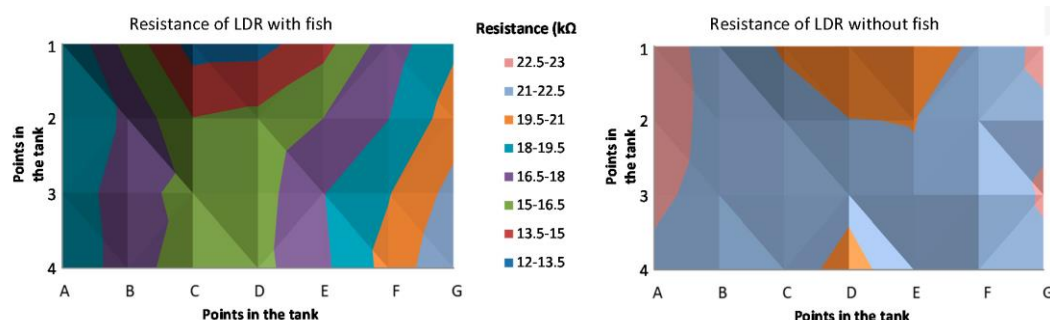 Resistance of LDR with fish
1
2
3
4
Points in
the tank
A B C D E F G
Points in the tank
Resistance (kΩ
22.5-23
21-22.5
19.5-21
18-19.5
16.5-18
15-16.5
13.5-15
12-13.5
Resistance of LDR without fish
1
2
3
4
Points in
the tank
A B C D E F G
Points in the tank